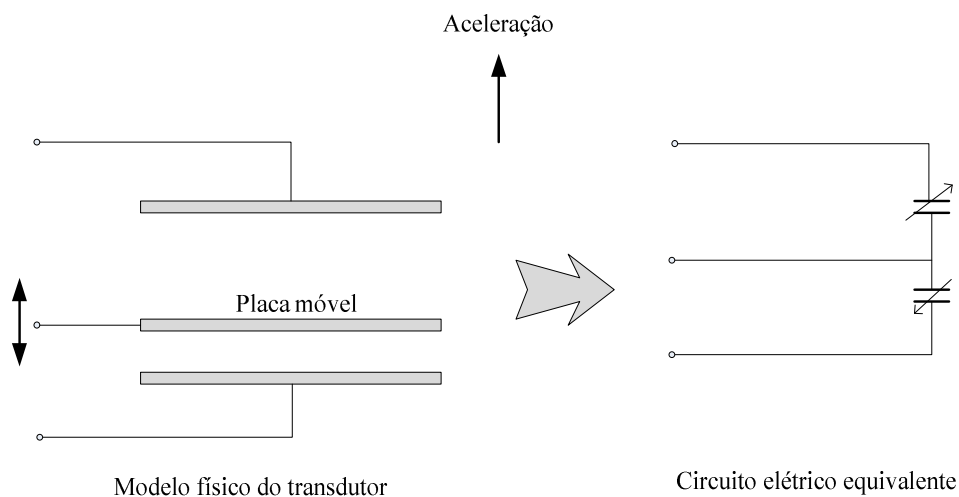 Aceleração
Placa móvel
Modelo físico do transdutor
Circuito elétrico equivalente